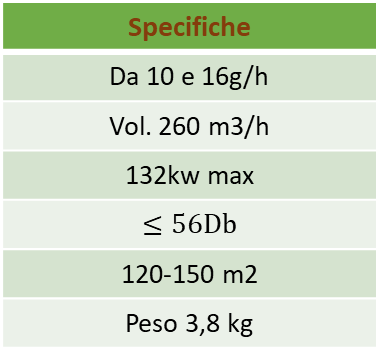 Specifiche
Da 10 e 16g/h
Vol. 260 m3/h
132kw max
≤ 56Db
120-150 m2
Peso 3,8 kg